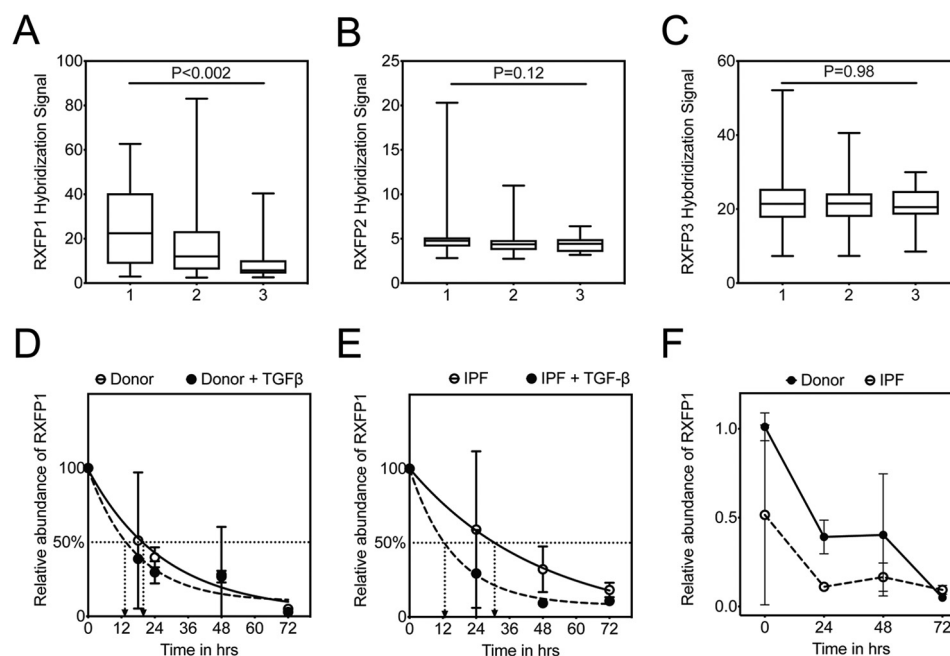 A
RXFP1 Hybridization Signal
100
80
60
40
20
0
P<0.002
1 2 3
B
RXFP2 Hybridization Signal
25
20
15
10
5
0
P=0.12
1 2 3
C
RXFP3 Hybdridization Signal
60
40
20
0
P=0.98
1 2 3
D
Donor Donor + TGFβ
Relative abundance of RXFP1
100
50%
0
0 12 24 36 48 60 72
Time in hrs
E
IPF IPF + TGF-β
Relative abundance of RXFP1
100
50%
0
0 12 24 36 48 60 72
Time in hrs
F
Donor IPF
Relative abundance of RXFP1
1.0
0.5
0.0
0 24 48 72
Time in hrs